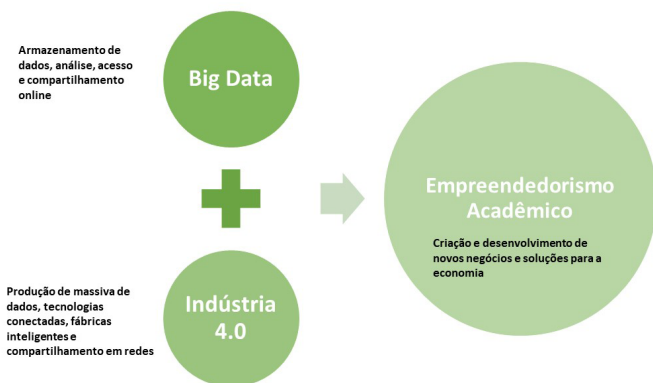 Armazenamento de
dados, análise, acesso
e compartilhamento
online
Big Data
Empreendedorismo
Acadêmico
Criação e desenvolvimento de
novos negócios e soluções para a
economia
Produção de massiva de
dados, tecnologias
conectadas, fábricas
inteligentes e
compartilhamento em redes
Indústria
4.0